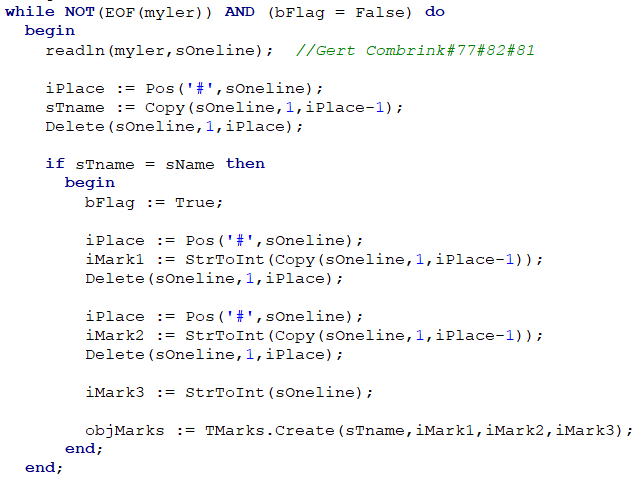 while NOT(EOF(myler)) AND (bFlag = False) do
  begin
    readln(myler,sOneline);  //Gert Combrink#77#82#81

    iPlace := Pos('#',sOneline);
    sTname := Copy(sOneline,1,iPlace-1);
    Delete(sOneline,1,iPlace);

    if sTname = sName then
      begin
        bFlag := True;

        iPlace := Pos('#',sOneline);
        iMark1 := StrToInt(Copy(sOneline,1,iPlace-1));
        Delete(sOneline,1,iPlace);

        iPlace := Pos('#',sOneline);
        iMark2 := StrToInt(Copy(sOneline,1,iPlace-1));
        Delete(sOneline,1,iPlace);

        iMark3 := StrToInt(sOneline);

        objMarks := TMarks.Create(sTname,iMark1,iMark2,iMark3);
      end;
  end;